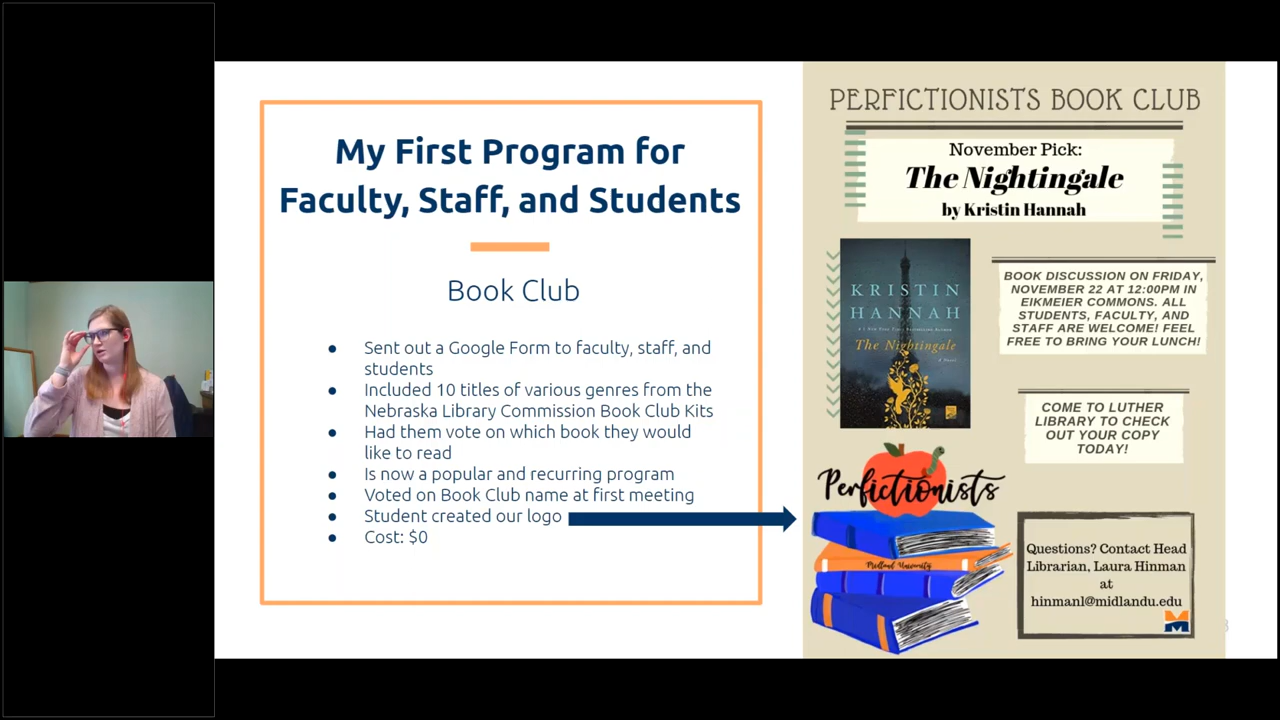 My First Program for
Faculty, Staff, and Students
Book Club
● Sent out a Google Form to faculty, staff, and
students
● Included 10 titles of various genres from the
Nebraska Library Commission Book Club Kits
● Had them vote on which book they would
like to read
● Is now a popular and recurring program
● Voted on Book Club name at first meeting
● Student created our logo
● Cost: $0
PERFICTIONISTS BOOK CLUB
November Pick:
The Nightingale
by Kristin Hannah
KRISTIN
HANNAH
The Nightingale
BOOK DISCUSSION ON FRIDAY,
NOVEMBER 22 AT 12:00PM IN
EIKMEIER COMMONS. ALL
STUDENTS, FACULTY, AND
STAFF ARE WELCOME! FEEL
FREE TO BRING YOUR LUNCH!
COME TO LUTHER
LIBRARY TO CHECK
OUT YOUR COPY
TODAY!
Perfictionists
Midland University
Questions? Contact Head
Librarian, Laura Hinman
at
hinmanl@midlandu.edu